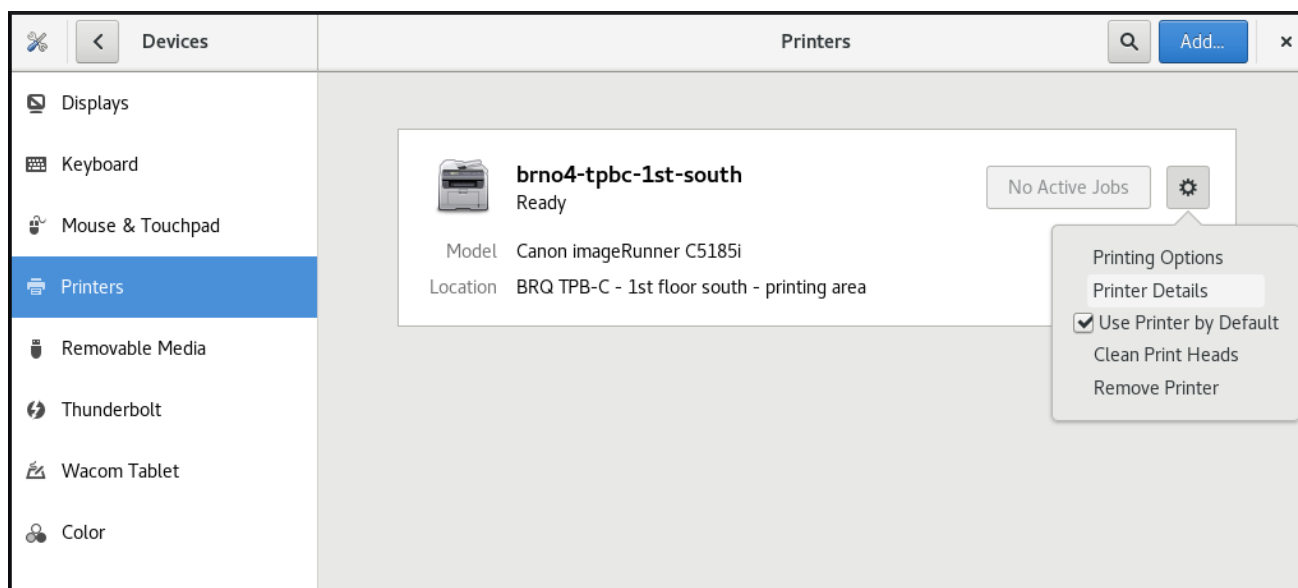 Devices
Printers
Add...
Displays
Keyboard
Mouse & Touchpad
Printers
Removable Media
Thunderbolt
Wacom Tablet
Color
brno4-tpbc-1st-south
Ready
No Active Jobs
Model Canon imageRunner C5185i
Location BRQ TPB-C - 1st floor south - printing area
Printing Options
Printer Details
Use Printer by Default
Clean Print Heads
Remove Printer